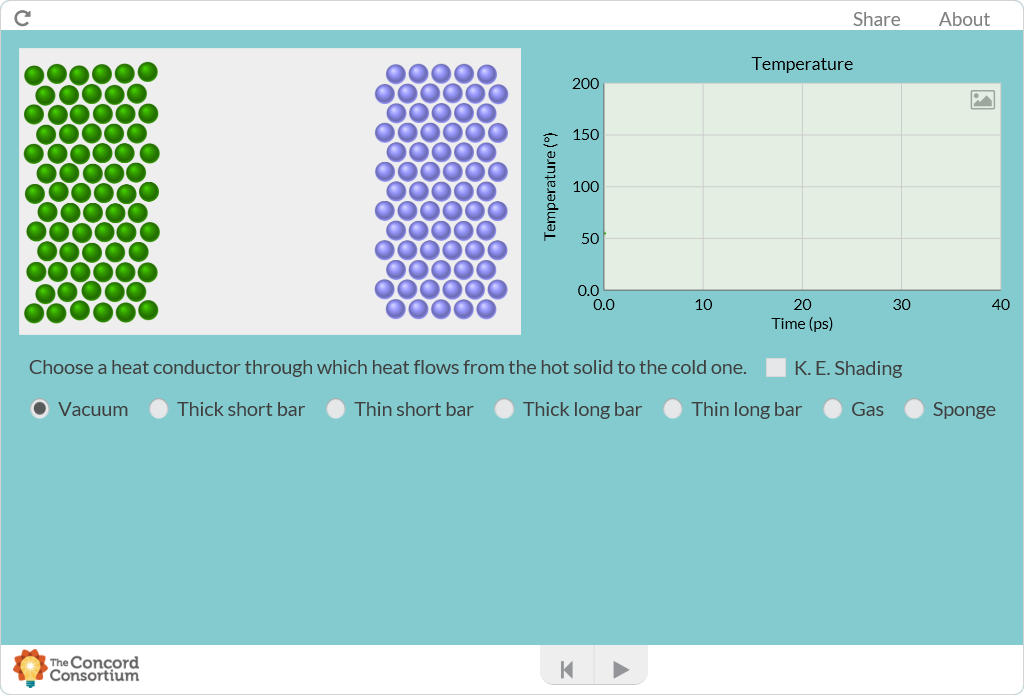 Share About
Temperature
200
150
100
50
0.0
Temperature (°)
0.0 10 20 30 40
Time (ps)
Choose a heat conductor through which heat flows from the hot solid to the cold one. K. E. Shading
Vacuum Thick short bar Thin short bar Thick long bar Thin long bar Gas Sponge
The Concord
Consortium